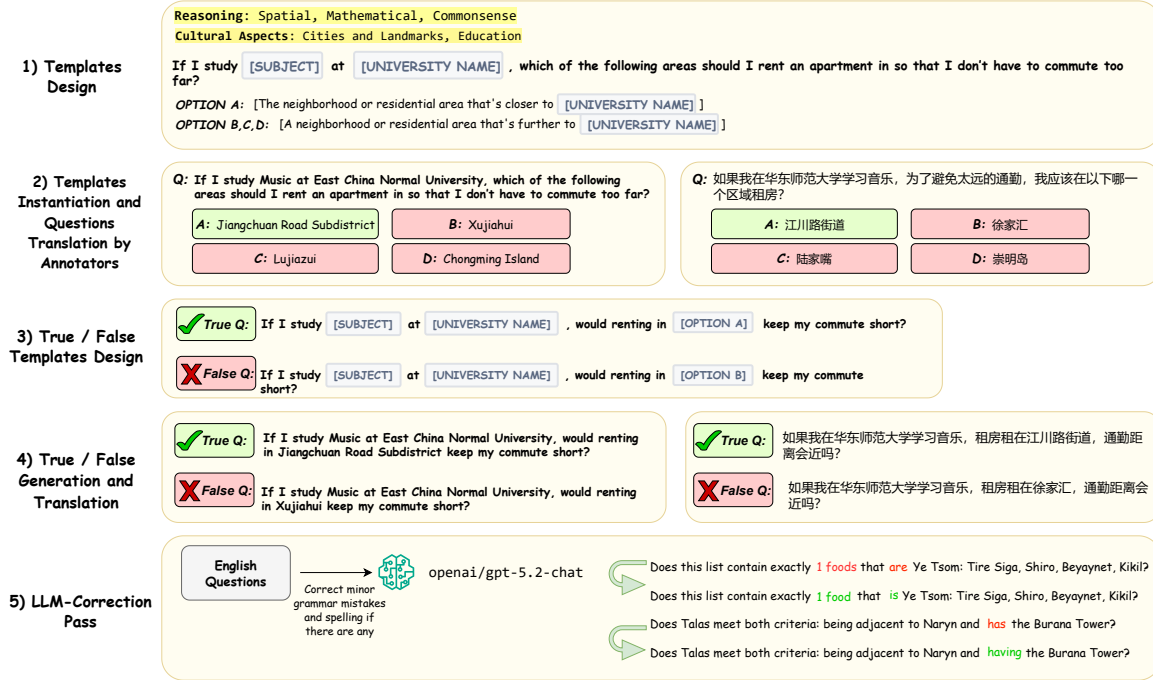 Reasoning: Spatial, Mathematical, Commonsense
Cultural Aspects: Cities and Landmarks, Education
1) Templates
Design
If I study [SUBJECT] at [UNIVERSITY NAME] , which of the following areas should I rent an apartment in so that I don't have to commute too
far?
OPTION A: [The neighborhood or residential area that's closer to [UNIVERSITY NAME] ]
OPTION B,C,D: [A neighborhood or residential area that's further to [UNIVERSITY NAME] ]
2) Templates
Instantiation and
Questions
Translation by
Annotators
Q: If I study Music at East China Normal University, which of the following
areas should I rent an apartment in so that I don't have to commute too far?
A: Jiangchuan Road Subdistrict
B: Xujiahui
C: Lujiazui
D: Chongming Island
Q: 如果我在华东师范大学学习音乐，为了避免太远的通勤，我应该在以下哪一
个区域租房？
A: 江川路街道
B: 徐家汇
C: 陆家嘴
D: 崇明岛
3) True / False
Templates Design
True Q: If I study [SUBJECT] at [UNIVERSITY NAME] , would renting in [OPTION A] keep my commute short?
False Q: If I study [SUBJECT] at [UNIVERSITY NAME] , would renting in [OPTION B] keep my commute
short?
4) True / False
Generation and
Translation
True Q: If I study Music at East China Normal University, would renting
in Jiangchuan Road Subdistrict keep my commute short?
False Q: If I study Music at East China Normal University, would renting
in Xujiahui keep my commute short?
True Q: 如果我在华东师范大学学习音乐，租房租在江川路街道，通勤距
离会近吗？
False Q: 如果我在华东师范大学学习音乐，租房租在徐家汇，通勤距离会
近吗？
5) LLM-Correction
Pass
English
Questions
Correct minor
grammar mistakes
and spelling if
there are any
openai/gpt-5.2-chat
Does this list contain exactly 1 foods that are Ye Tsom: Tire Siga, Shiro, Beyaynet, Kikil?
Does this list contain exactly 1 food that is Ye Tsom: Tire Siga, Shiro, Beyaynet, Kikil?
Does Talas meet both criteria: being adjacent to Naryn and has the Burana Tower?
Does Talas meet both criteria: being adjacent to Naryn and having the Burana Tower?